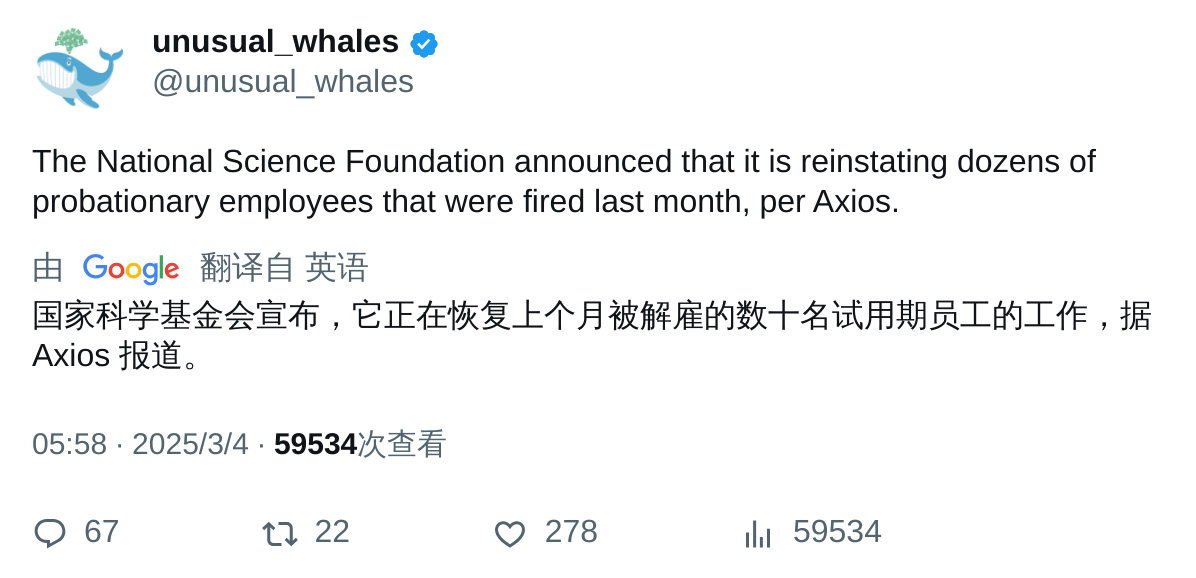 unusual_whales
@unusual_whales
The National Science Foundation announced that it is reinstating dozens of
probationary employees that were fired last month, per Axios.
由 Google 翻译自 英语
国家科学基金会宣布，它正在恢复上个月被解雇的数十名试用期员工的工作，据
Axios 报道。
05:58 · 2025/3/4 · 59534次查看
67 22 278 59534